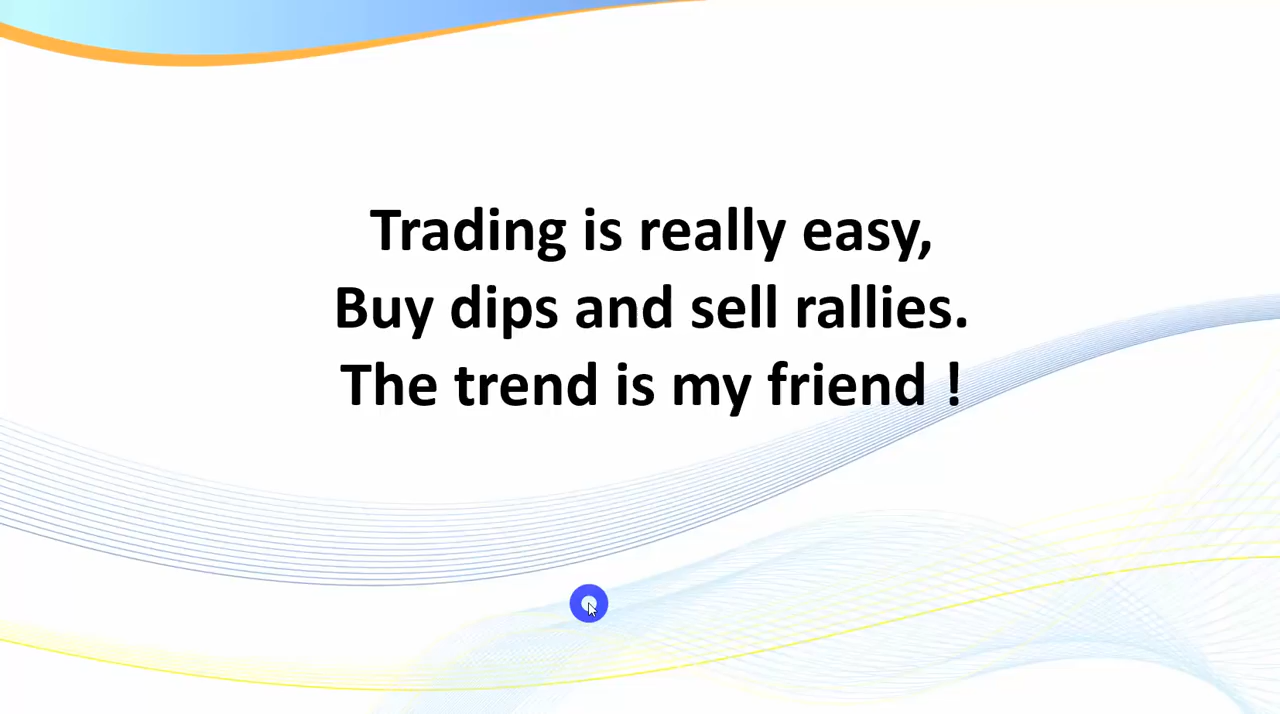 Trading is really easy,
Buy dips and sell rallies.
The trend is my friend !